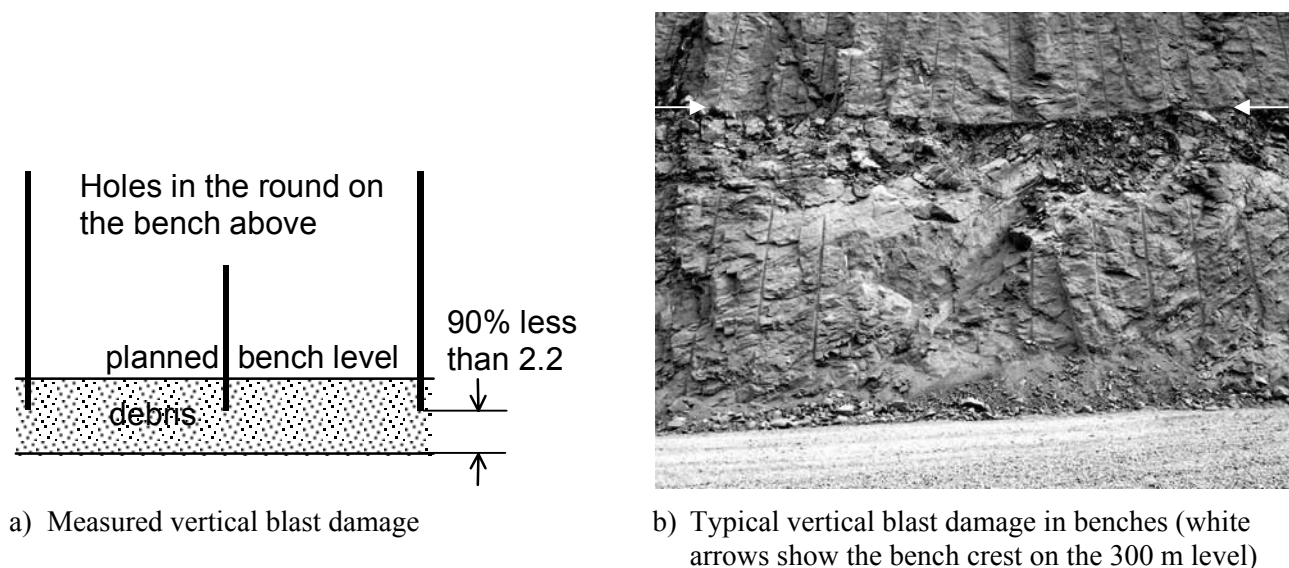 Holes in the round on
the bench above
90% less
than 2.2
planned bench level
debris
a) Measured vertical blast damage
b) Typical vertical blast damage in benches (white
arrows show the bench crest on the 300 m level)